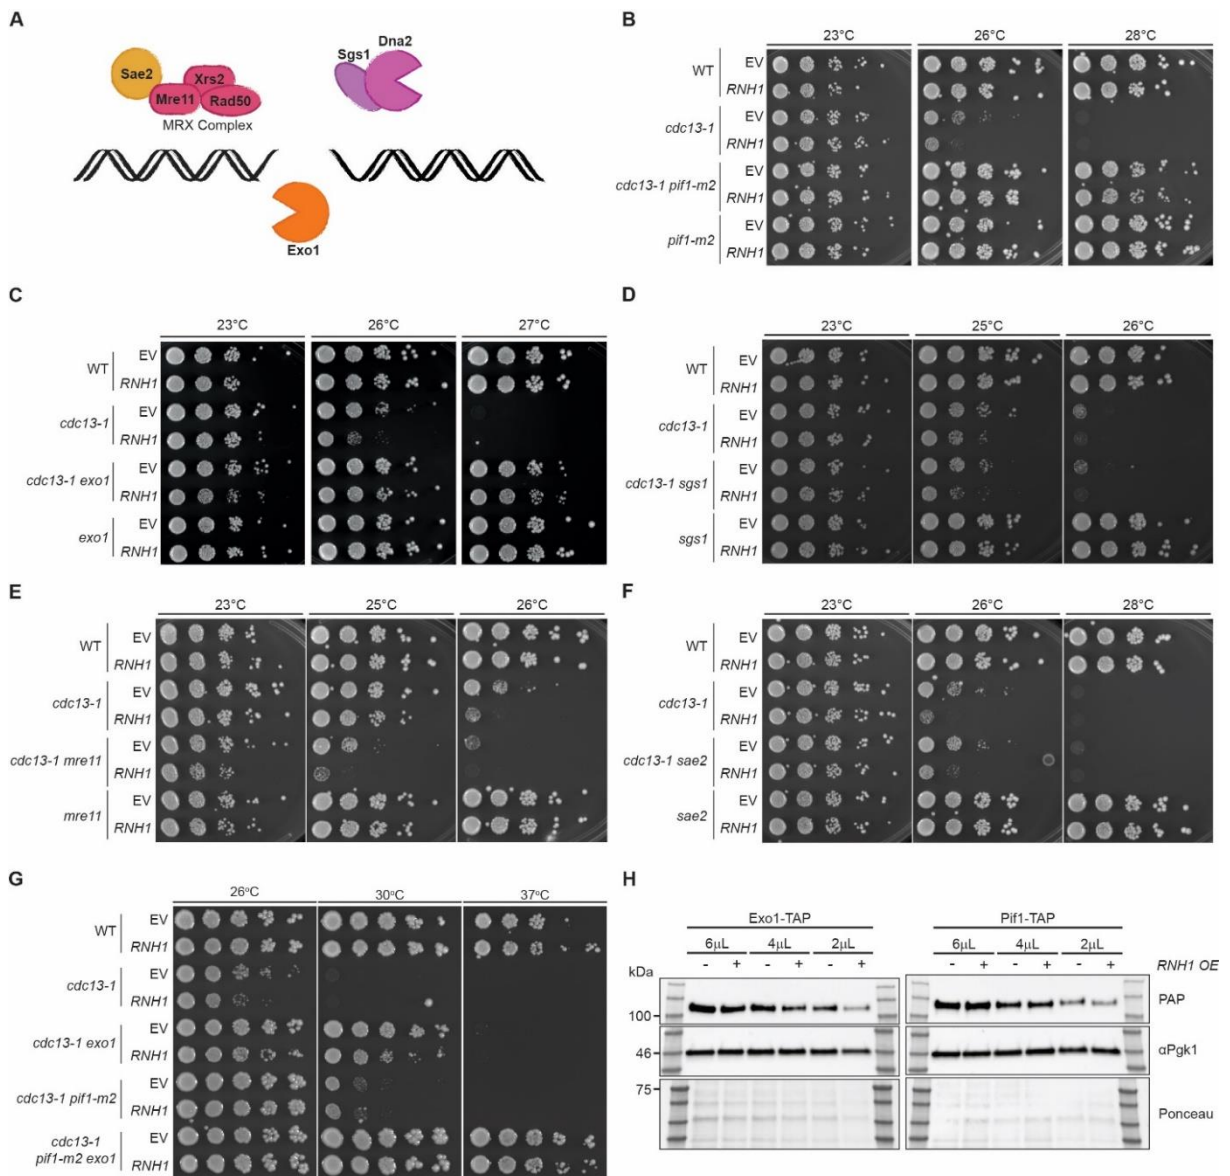 A
Sae2
Xrs2
Mre11
Rad50
MRX Complex
Sgs1
Dna2
Exo1
B
23°C 26°C 28°C
WT
EV
RNH1
cdc13-1
EV
RNH1
cdc13-1 pif1-m2
EV
RNH1
pif1-m2
EV
RNH1
C
23°C 26°C 27°C
WT
EV
RNH1
cdc13-1
EV
RNH1
cdc13-1 exo1
EV
RNH1
exo1
EV
RNH1
D
23°C 25°C 26°C
WT
EV
RNH1
cdc13-1
EV
RNH1
cdc13-1 sgs1
EV
RNH1
sgs1
EV
RNH1
E
23°C 25°C 26°C
WT
EV
RNH1
cdc13-1
EV
RNH1
cdc13-1 mre11
EV
RNH1
mre11
EV
RNH1
F
23°C 26°C 28°C
WT
EV
RNH1
cdc13-1
EV
RNH1
cdc13-1 sae2
EV
RNH1
sae2
EV
RNH1
G
26°C 30°C 37°C
WT
EV
RNH1
cdc13-1
EV
RNH1
cdc13-1 exo1
EV
RNH1
cdc13-1 pif1-m2
EV
RNH1
cdc13-1
pif1-m2 exo1
EV
RNH1
H
Exo1-TAP Pif1-TAP
6µL 4µL 2µL 6µL 4µL 2µL
- + - + - + - + - + - + RNH1 OE
kDa
100
PAP
46
αPgk1
75
Ponceau